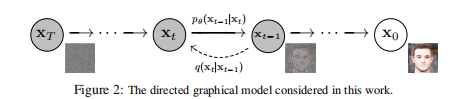 p_θ(x_{t−1}|x_t)
x_T ⟶ ··· ⟶ x_t ⟶ x_{t−1} ⟶ ··· ⟶ x_0
q(x_t|x_{t−1})
Figure 2: The directed graphical model considered in this work.